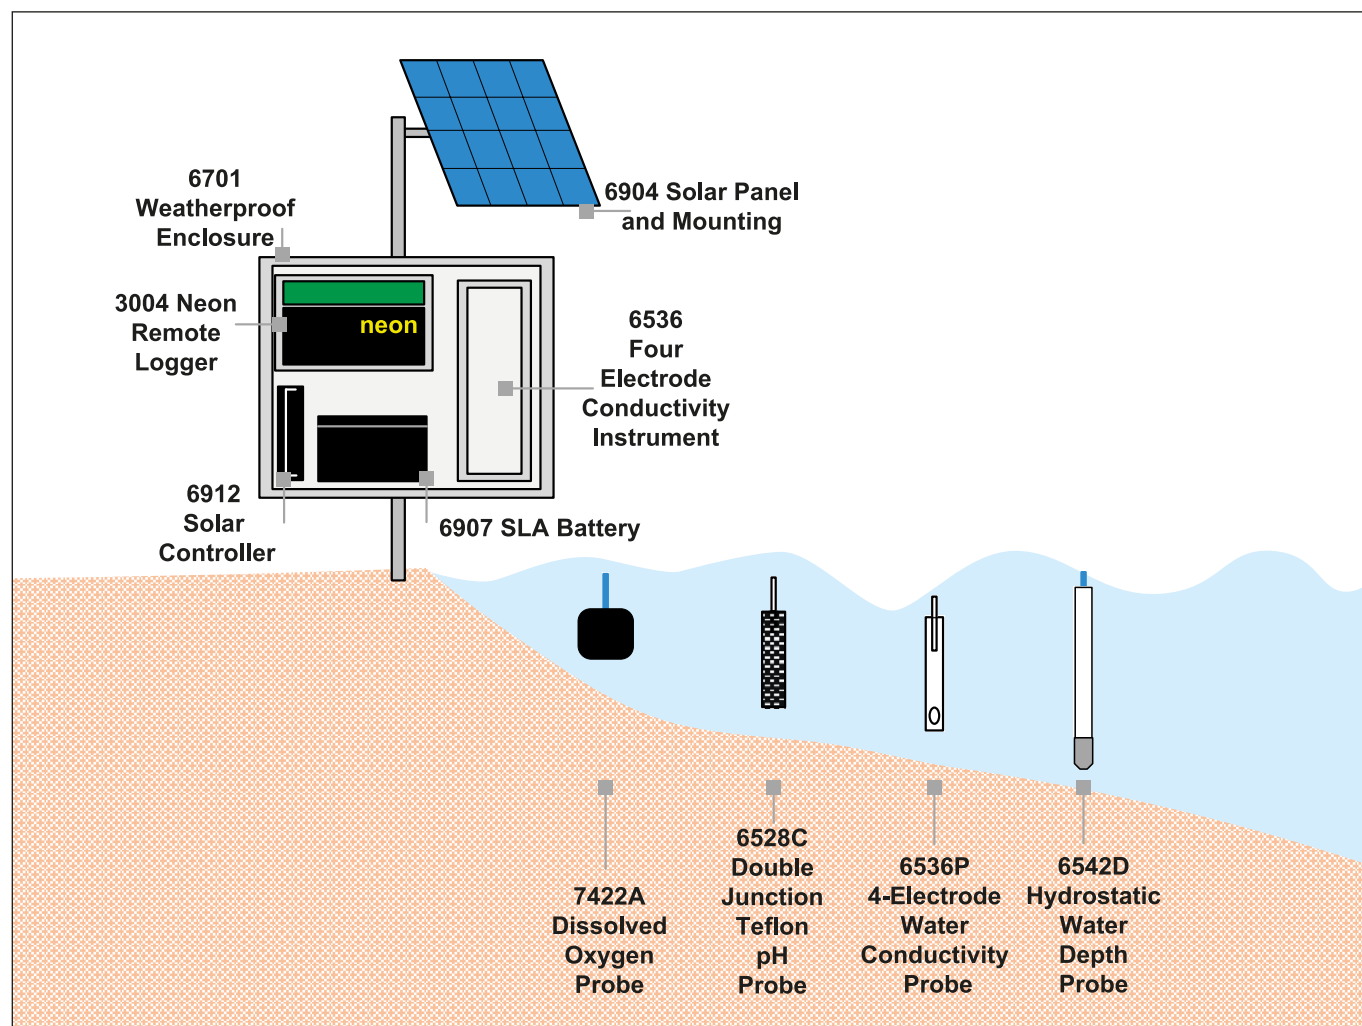 6701
Weatherproof
Enclosure
6904 Solar Panel
and Mounting
3004 Neon
Remote
Logger
neon
6536
Four
Electrode
Conductivity
Instrument
6912
Solar
Controller
6907 SLA Battery
7422A
Dissolved
Oxygen
Probe
6528C
Double
Junction
Teflon
pH
Probe
6536P
4-Electrode
Water
Conductivity
Probe
6542D
Hydrostatic
Water
Depth
Probe